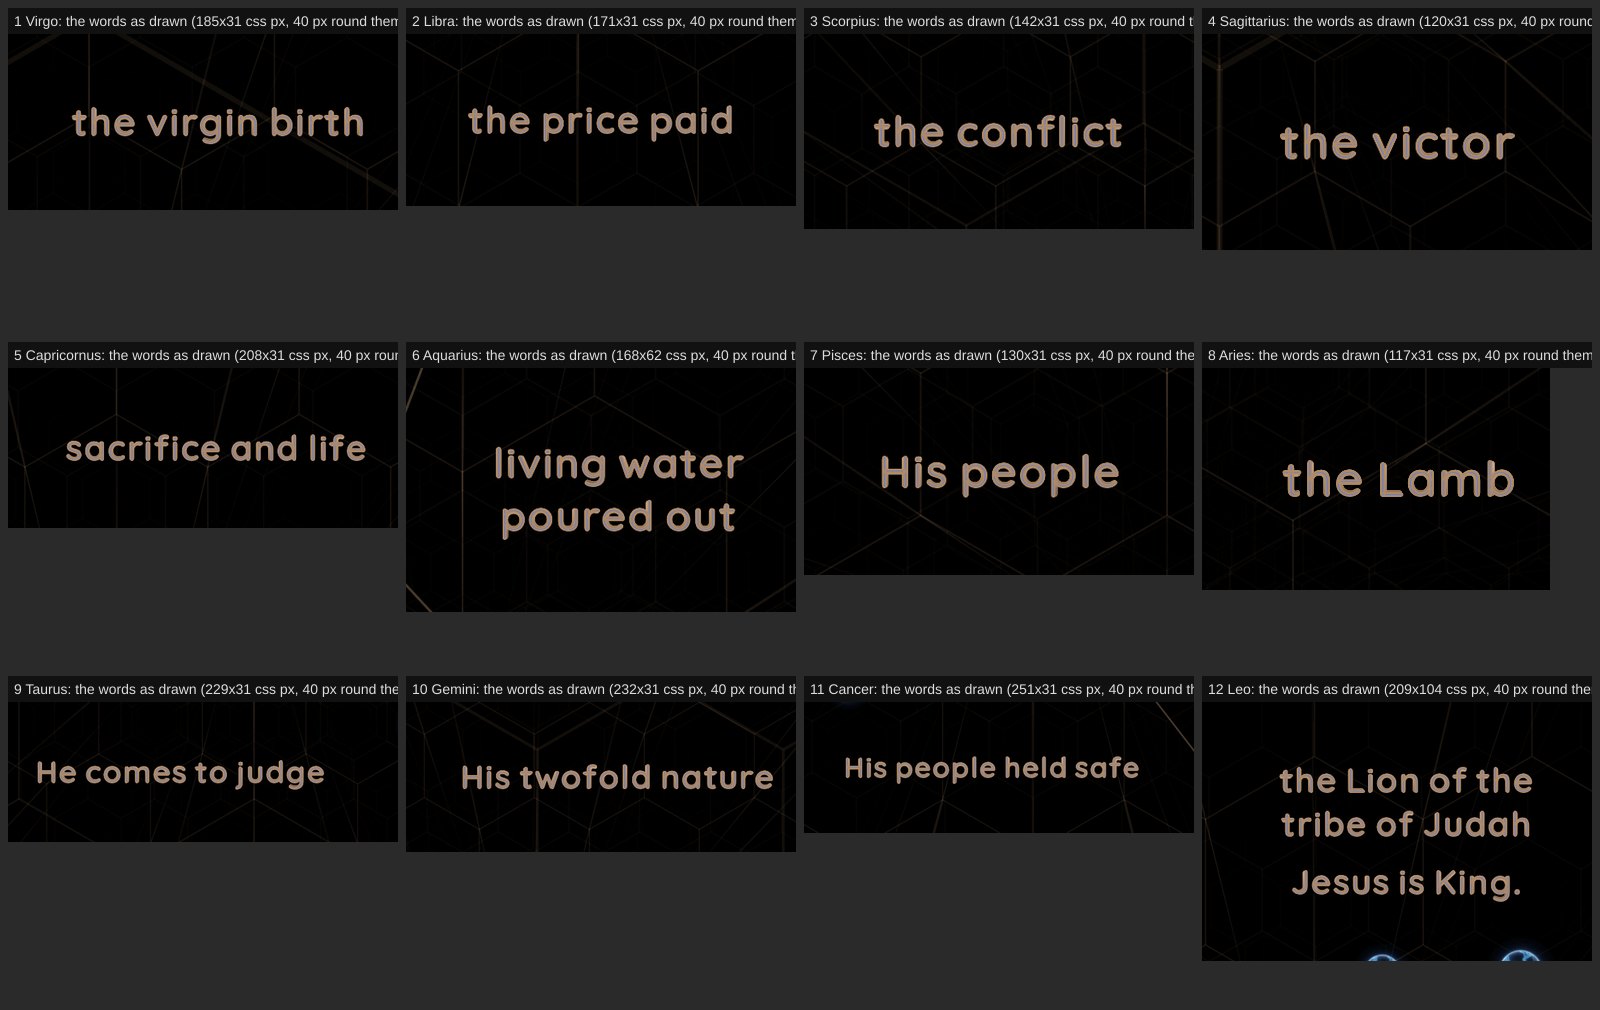 1 Virgo: the words as drawn (185x31 css px, 40 px round them
the virgin birth
2 Libra: the words as drawn (171x31 css px, 40 px round them
the price paid
3 Scorpius: the words as drawn (142x31 css px, 40 px round t
the conflict
4 Sagittarius: the words as drawn (120x31 css px, 40 px round
the victor
5 Capricornus: the words as drawn (208x31 css px, 40 px roun
sacrifice and life
6 Aquarius: the words as drawn (168x62 css px, 40 px round t
living water
poured out
7 Pisces: the words as drawn (130x31 css px, 40 px round the
His people
8 Aries: the words as drawn (117x31 css px, 40 px round them
the Lamb
9 Taurus: the words as drawn (229x31 css px, 40 px round the
He comes to judge
10 Gemini: the words as drawn (232x31 css px, 40 px round th
His twofold nature
11 Cancer: the words as drawn (251x31 css px, 40 px round th
His people held safe
12 Leo: the words as drawn (209x104 css px, 40 px round the
the Lion of the
tribe of Judah
Jesus is King.